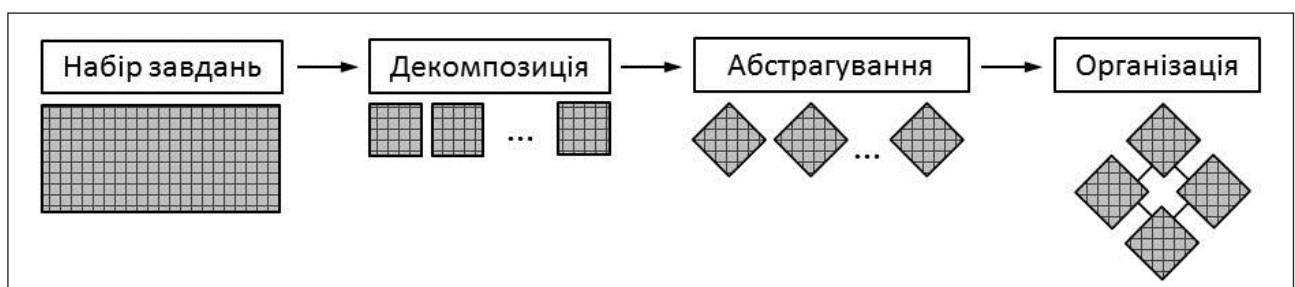 Набір завдань
Декомпозиція
Абстрагування
Організація
...
...